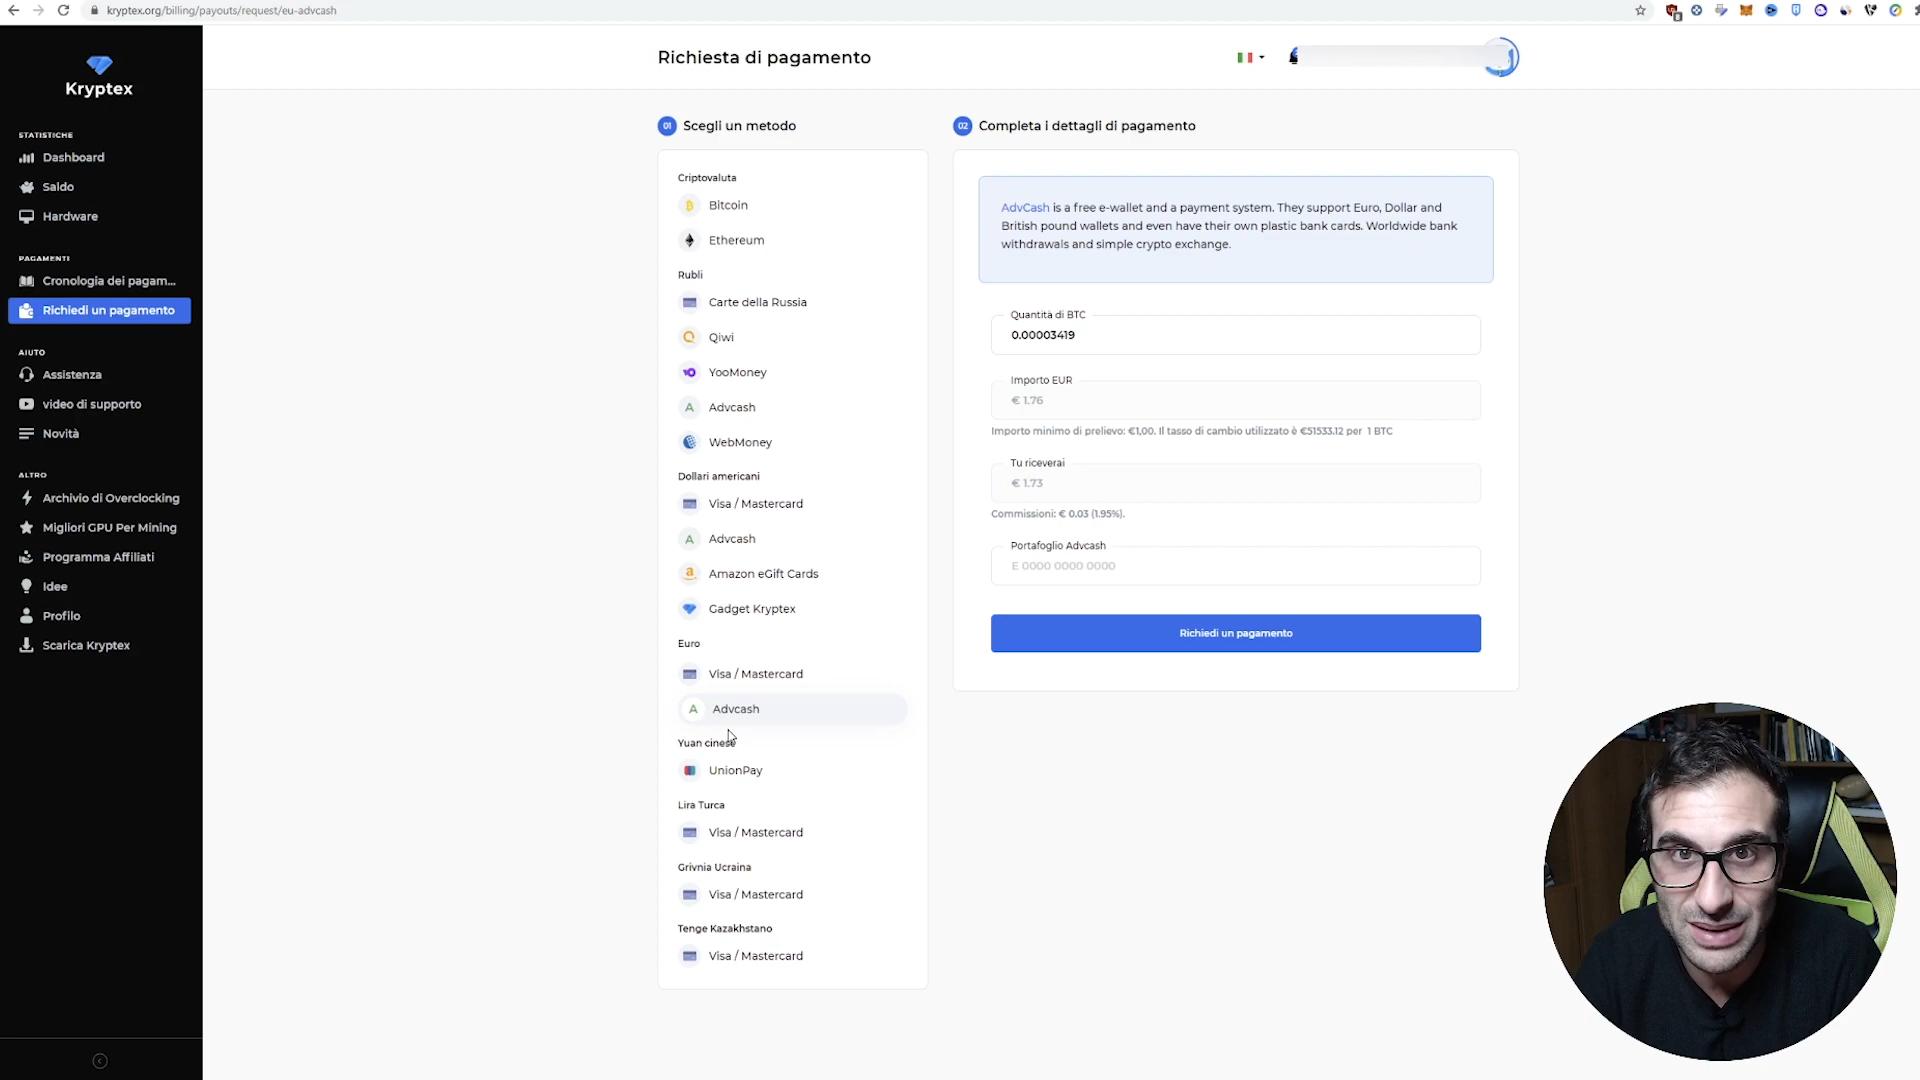 kryptex.org/billing/payouts/request/eu-advcash
Kryptex
STATISTICHE
Dashboard
Saldo
Hardware
PAGAMENTI
Cronologia dei pagam...
Richiedi un pagamento
AIUTO
Assistenza
video di supporto
Novità
ALTRO
Archivio di Overclocking
Migliori GPU Per Mining
Programma Affiliati
Idee
Profilo
Scarica Kryptex
Richiesta di pagamento
01 Scegli un metodo
Criptovaluta
Bitcoin
Ethereum
Rubli
Carte della Russia
Qiwi
YooMoney
Advcash
WebMoney
Dollari americani
Visa / Mastercard
Advcash
Amazon eGift Cards
Gadget Kryptex
Euro
Visa / Mastercard
Advcash
Yuan cinese
UnionPay
Lira Turca
Visa / Mastercard
Grivnia Ucraina
Visa / Mastercard
Tenge Kazakhstano
Visa / Mastercard
02 Completa i dettagli di pagamento
AdvCash is a free e-wallet and a payment system. They support Euro, Dollar and
British pound wallets and even have their own plastic bank cards. Worldwide bank
withdrawals and simple crypto exchange.
Quantità di BTC
0.00003419
Importo EUR
€ 1.76
Importo minimo di prelievo: €1,00. Il tasso di cambio utilizzato è €51533.12 per 1 BTC
Tu riceverai
€ 1.73
Commissioni: € 0.03 (1.95%).
Portafoglio Advcash
E 0000 0000 0000
Richiedi un pagamento